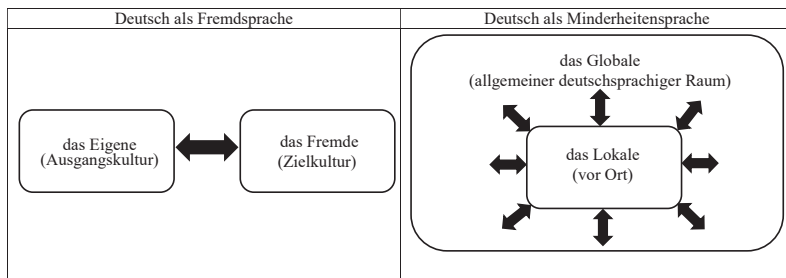 Deutsch als Fremdsprache
Deutsch als Minderheitensprache
das Eigene
(Ausgangskultur)
das Fremde
(Zielkultur)
das Globale
(allgemeiner deutschsprachiger Raum)
das Lokale
(vor Ort)